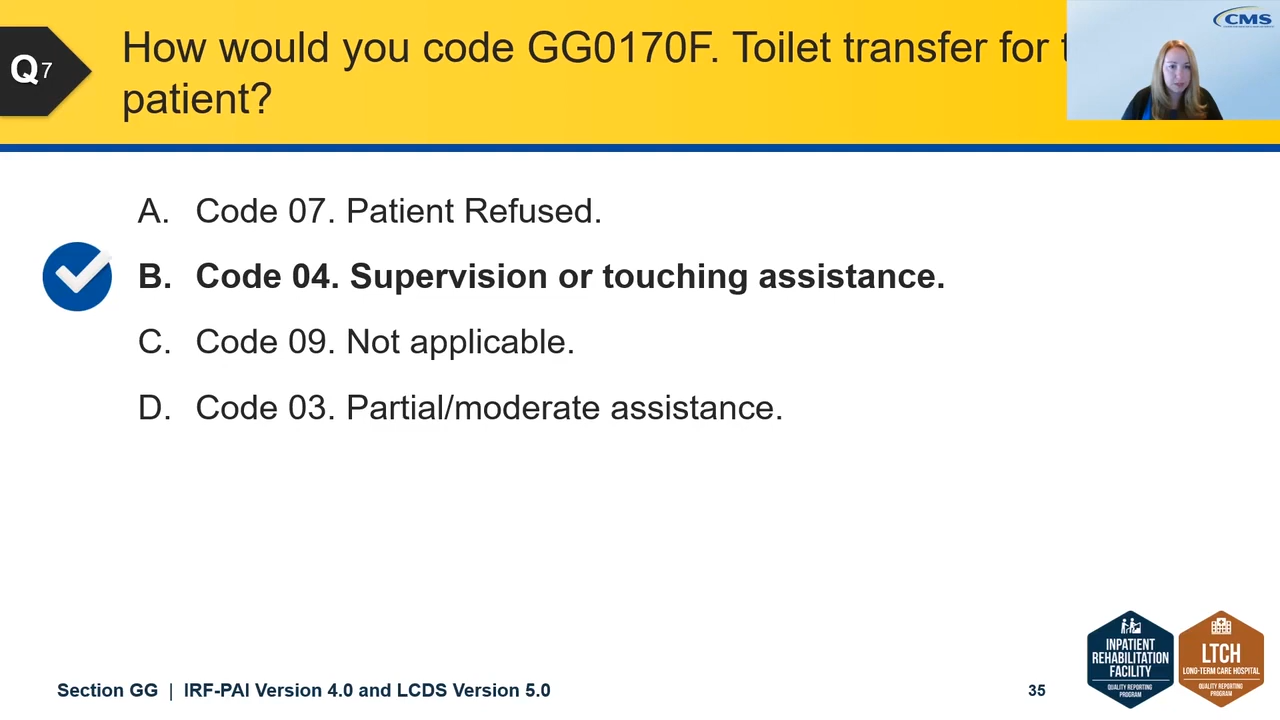 Q7
How would you code GG0170F. Toilet transfer for
patient?
CMS
A. Code 07. Patient Refused.
B. Code 04. Supervision or touching assistance.
C. Code 09. Not applicable.
D. Code 03. Partial/moderate assistance.
INPATIENT
REHABILITATION
FACILITY
QUALITY REPORTING
PROGRAM
LTCH
LONG-TERM CARE HOSPITAL
QUALITY REPORTING
PROGRAM
Section GG | IRF-PAI Version 4.0 and LCDS Version 5.0
35